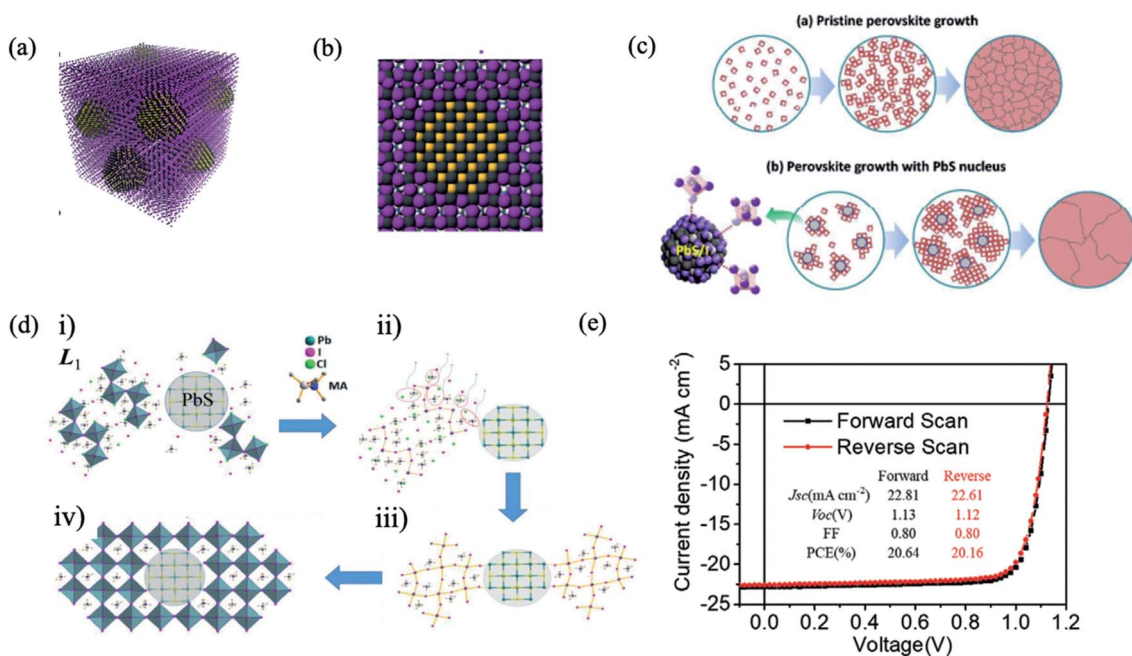 (a)
(b)
(c)
(a) Pristine perovskite growth
(b) Perovskite growth with PbS nucleus
PbS/I
(d)
i)
L1
PbS
Pb
I
Cl
MA
ii)
iv)
iii)
(e)
5
0
-5
-10
-15
-20
-25
Current density (mA cm-2)
Forward Scan
Reverse Scan
Forward Reverse
Jsc(mA cm-2) 22.81 22.61
Voc(V) 1.13 1.12
FF 0.80 0.80
PCE(%) 20.64 20.16
0.0 0.2 0.4 0.6 0.8 1.0 1.2
Voltage(V)